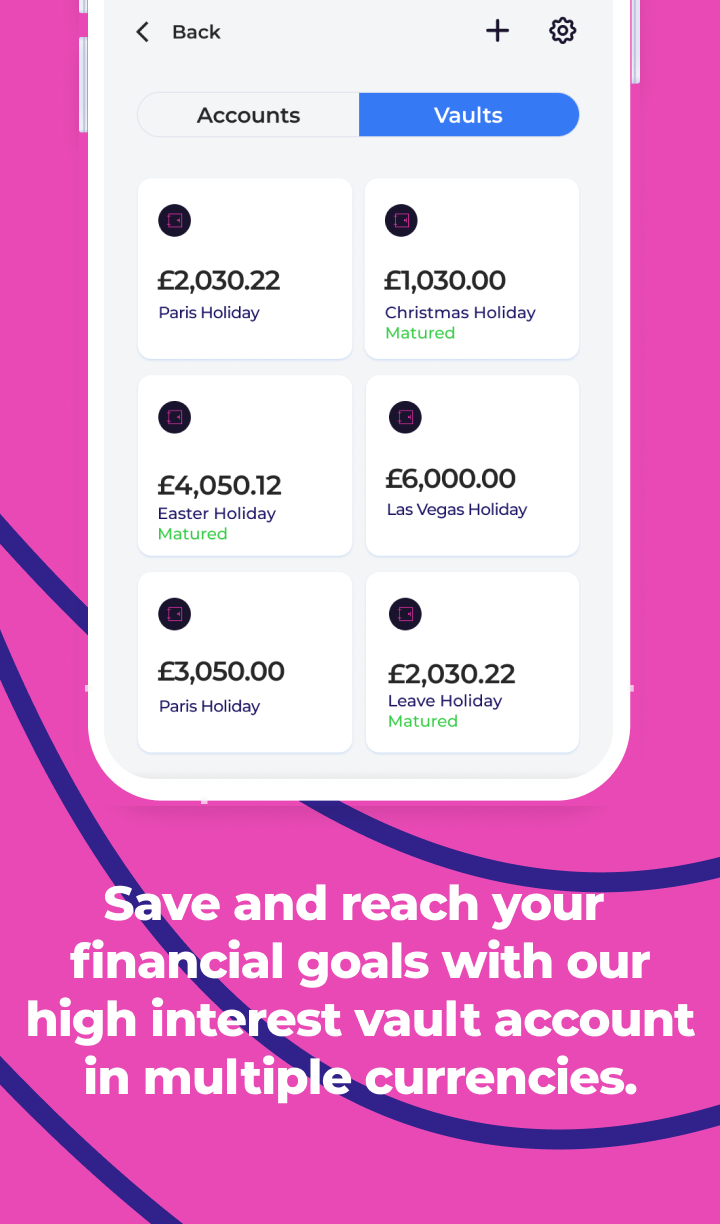 Back
Accounts
Vaults
£2,030.22
Paris Holiday
£1,030.00
Christmas Holiday
Matured
£4,050.12
Easter Holiday
Matured
£6,000.00
Las Vegas Holiday
£3,050.00
Paris Holiday
£2,030.22
Leave Holiday
Matured
Save and reach your
financial goals with our
high interest vault account
in multiple currencies.